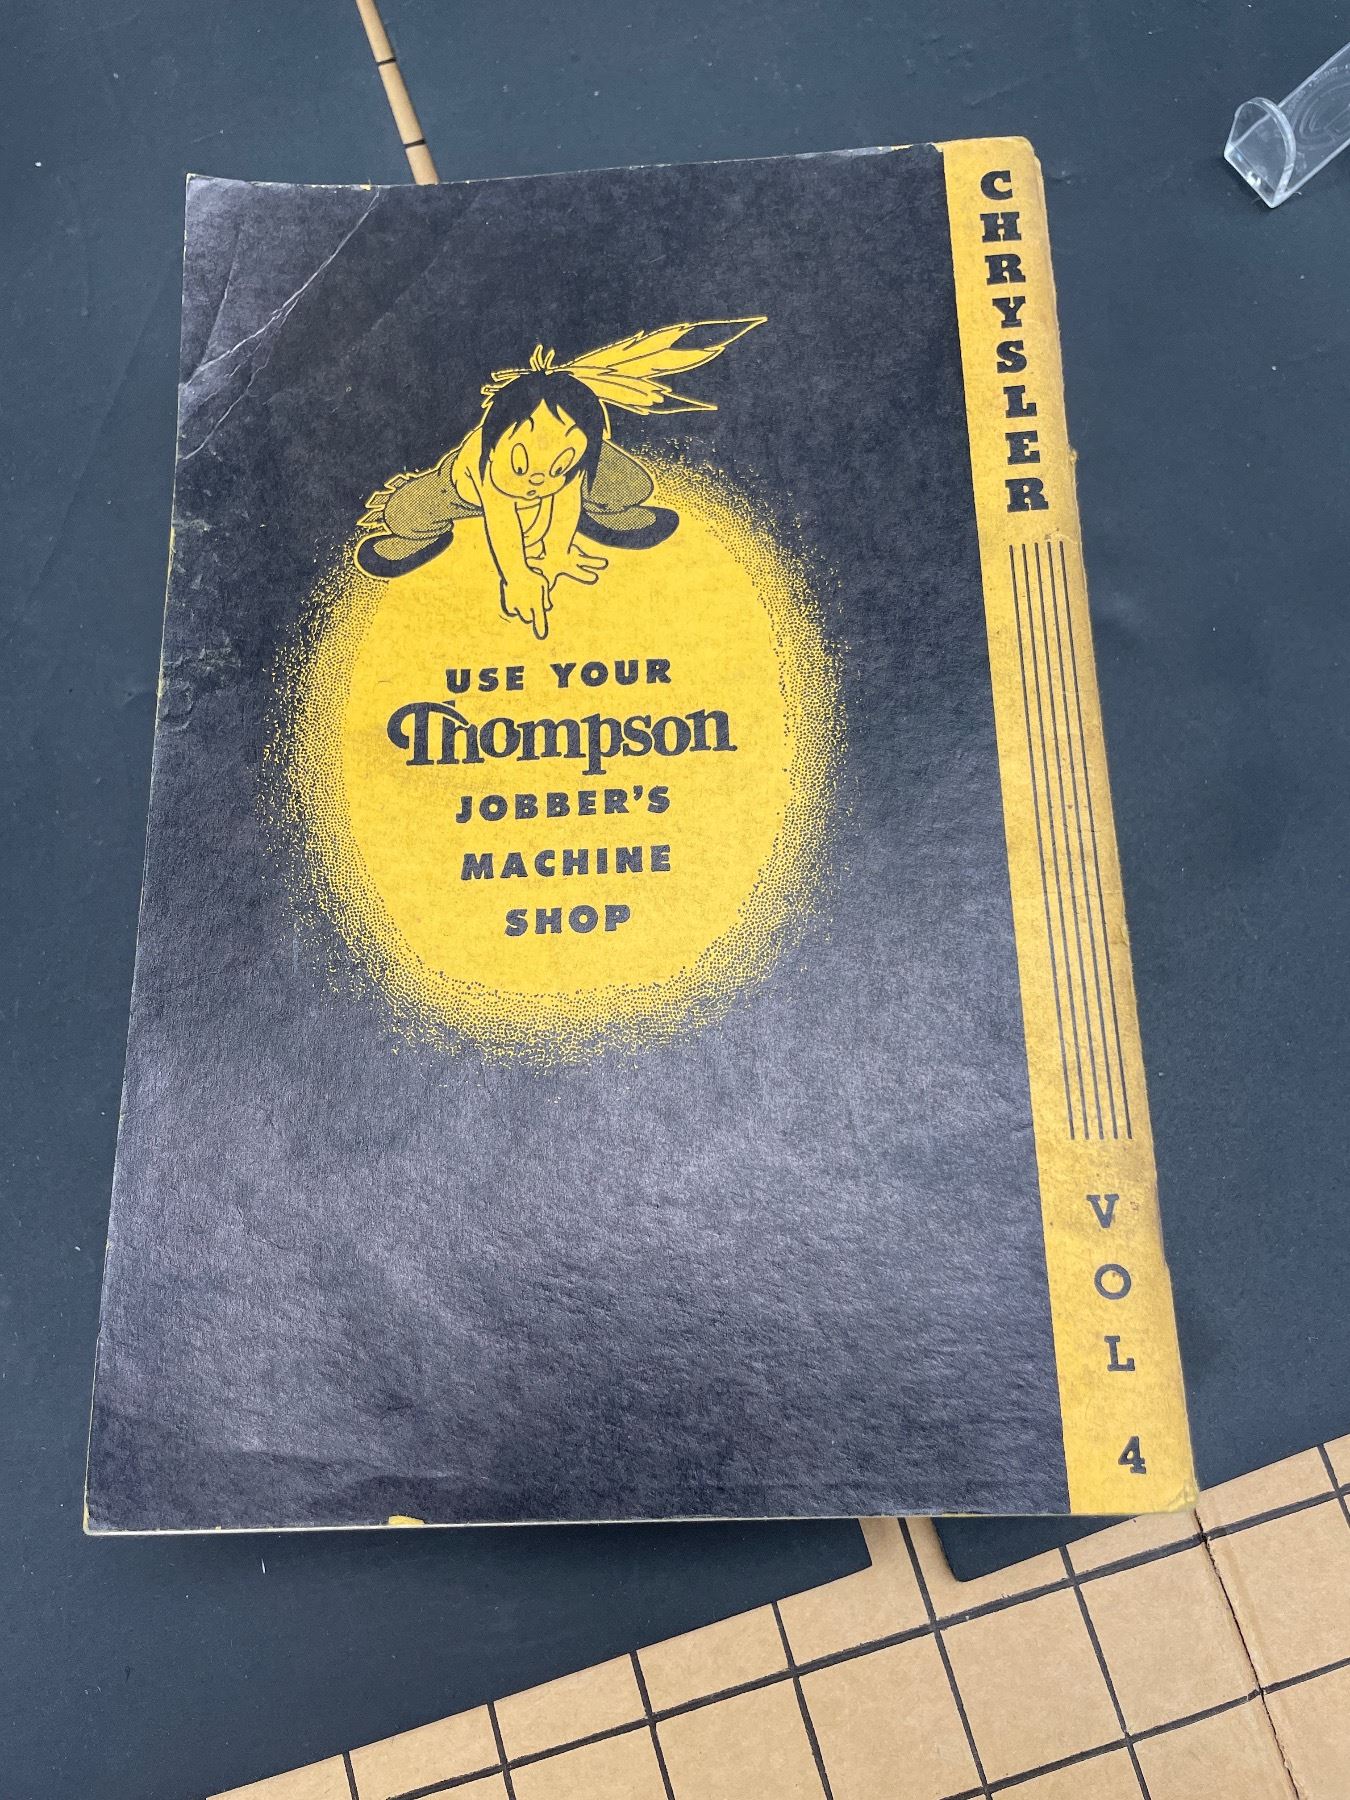 USE YOUR
Thompson
JOBBER'S
MACHINE
SHOP
CHRYSLER
VOL 4